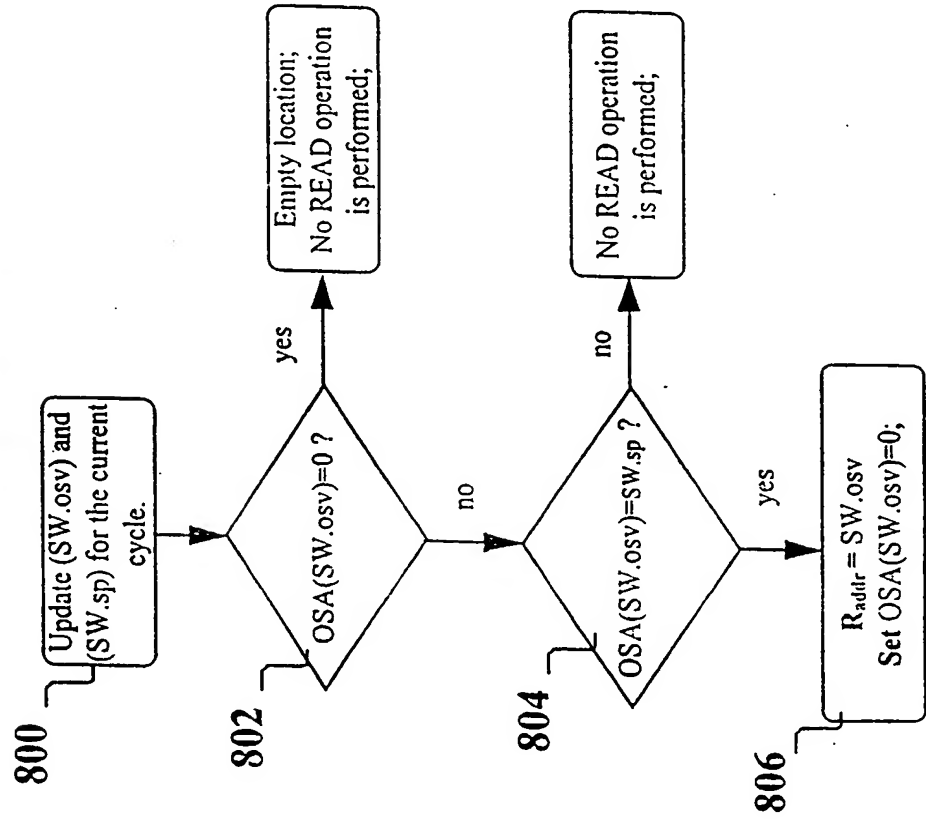 800
Update (SW.osv) and
(SW.sp) for the current
cycle.
802
OSA(SW.osv)=0 ?
yes
Empty location;
No READ operation
is performed;
no
804
OSA(SW.osv)=SW.sp ?
no
No READ operation
is performed;
yes
806
Raddr = SW.osv
Set OSA(SW.osv)=0;